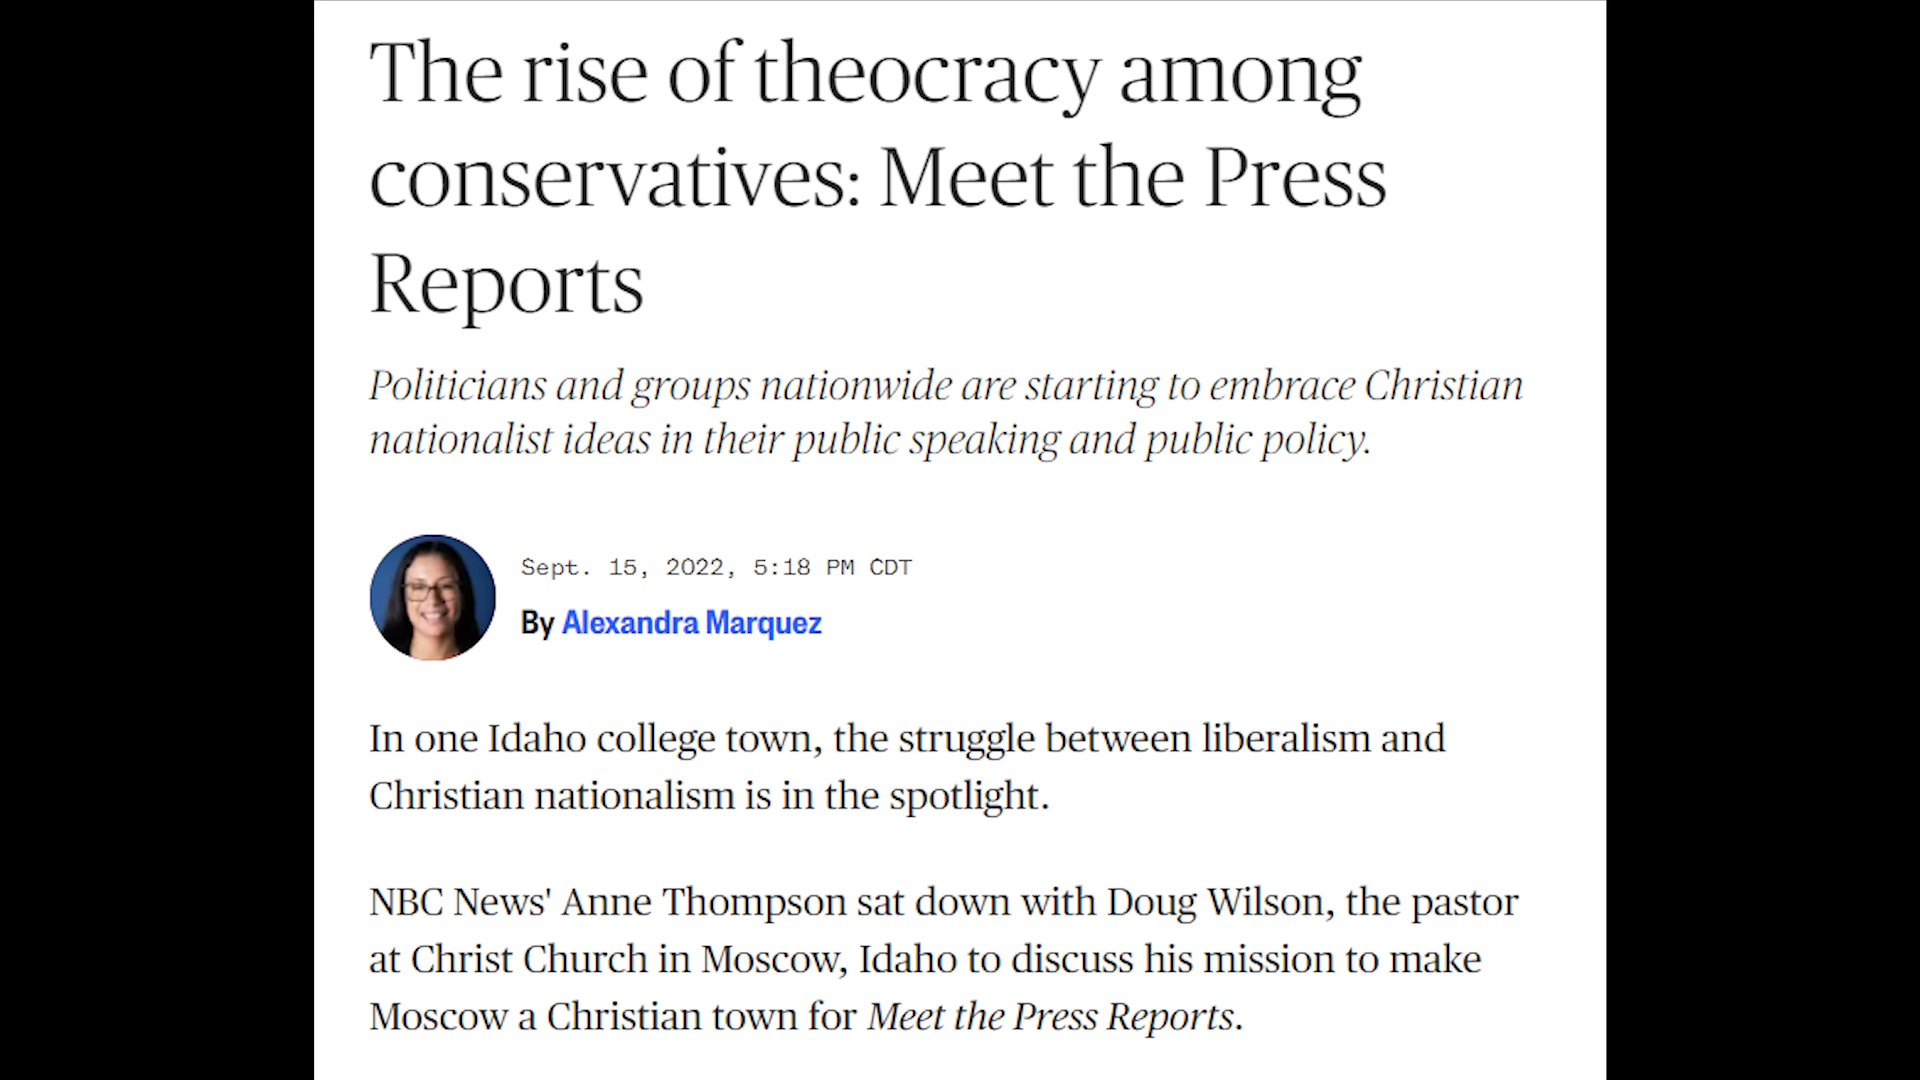 The rise of theocracy among
conservatives: Meet the Press
Reports
Politicians and groups nationwide are starting to embrace Christian
nationalist ideas in their public speaking and public policy.
Sept. 15, 2022, 5:18 PM CDT
By Alexandra Marquez
In one Idaho college town, the struggle between liberalism and
Christian nationalism is in the spotlight.
NBC News' Anne Thompson sat down with Doug Wilson, the pastor
at Christ Church in Moscow, Idaho to discuss his mission to make
Moscow a Christian town for Meet the Press Reports.